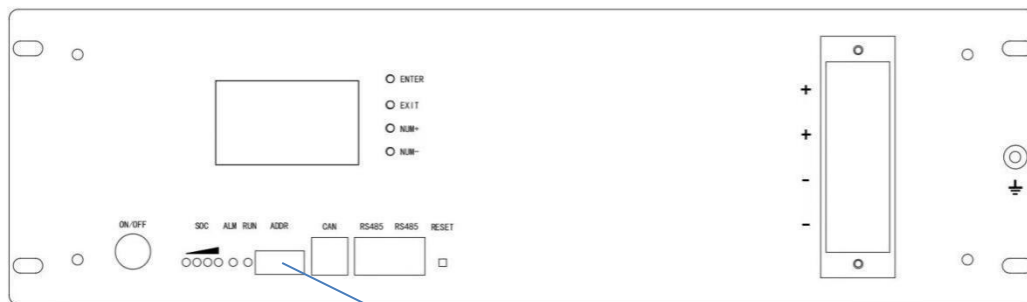 ENTER
EXIT
NUM+
NUM-
+
+
-
-
ON/OFF SOC ALM RUN ADDR CAN RS485 RS485 RESET